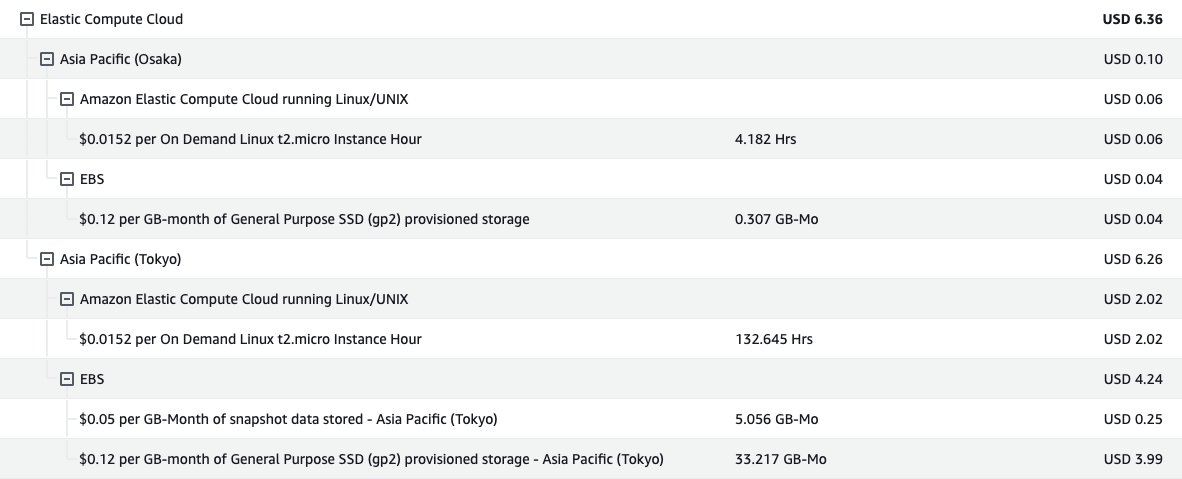 Elastic Compute Cloud USD 6.36
Asia Pacific (Osaka) USD 0.10
Amazon Elastic Compute Cloud running Linux/UNIX USD 0.06
$0.0152 per On Demand Linux t2.micro Instance Hour 4.182 Hrs USD 0.06
EBS USD 0.04
$0.12 per GB-month of General Purpose SSD (gp2) provisioned storage 0.307 GB-Mo USD 0.04
Asia Pacific (Tokyo) USD 6.26
Amazon Elastic Compute Cloud running Linux/UNIX USD 2.02
$0.0152 per On Demand Linux t2.micro Instance Hour 132.645 Hrs USD 2.02
EBS USD 4.24
$0.05 per GB-Month of snapshot data stored - Asia Pacific (Tokyo) 5.056 GB-Mo USD 0.25
$0.12 per GB-month of General Purpose SSD (gp2) provisioned storage - Asia Pacific (Tokyo) 33.217 GB-Mo USD 3.99